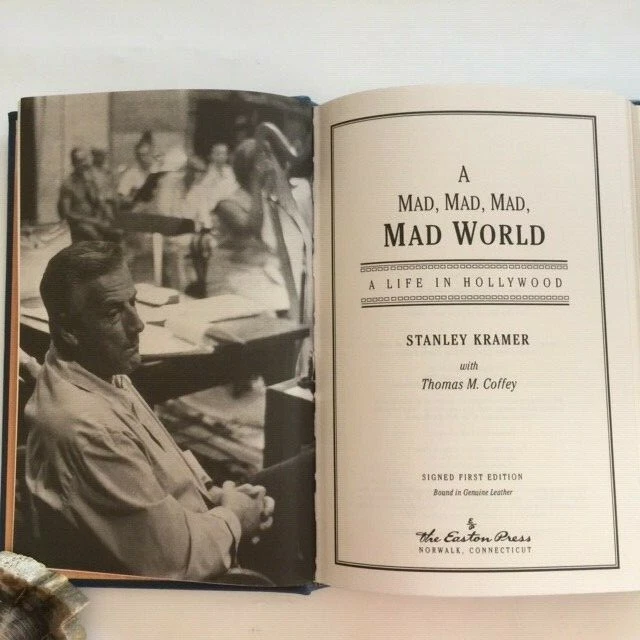 A
MAD, MAD, MAD,
MAD WORLD
A LIFE IN HOLLYWOOD
STANLEY KRAMER
with
Thomas M. Coffey
SIGNED FIRST EDITION
Bound in Genuine Leather
The Easton Press
NORWALK, CONNECTICUT